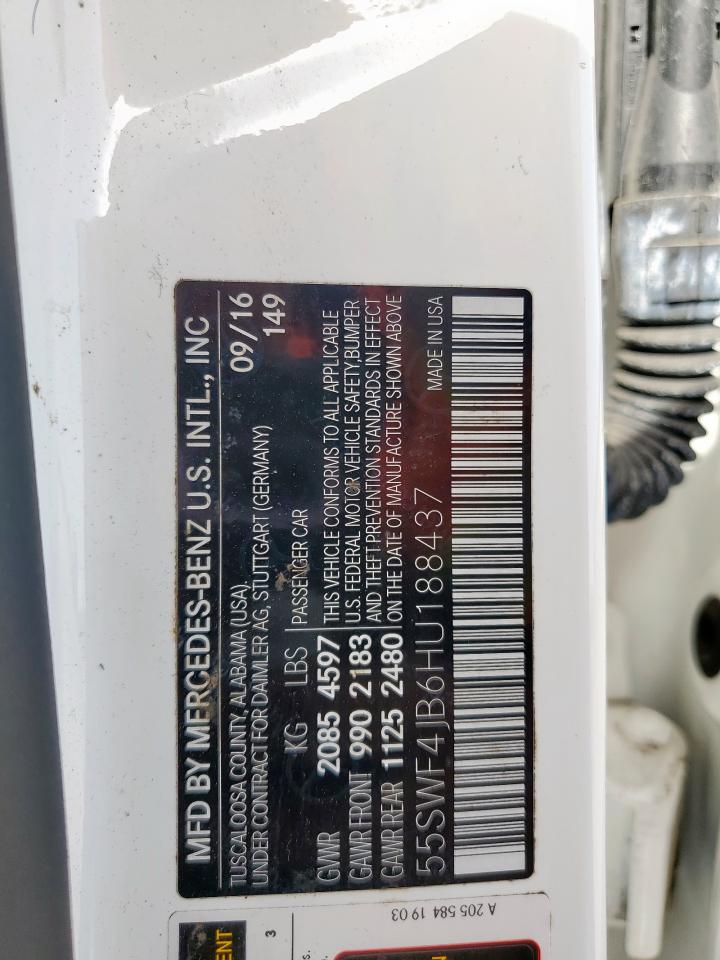 MFD BY MERCEDES-BENZ U.S. INTL., INC
TUSCALOOSA COUNTY, ALABAMA (USA).
09/16
UNDER CONTRACT FOR DAIMLER AG, STUTTGART (GERMANY)
149
KG LBS
PASSENGER CAR
GVWR 2085 4597
GAWR FRONT 990 2183
GAWR REAR 1125 2480
THIS VEHICLE CONFORMS TO ALL APPLICABLE
U.S. FEDERAL MOTOR VEHICLE SAFETY,BUMPER
AND THEFT PREVENTION STANDARDS IN EFFECT
ON THE DATE OF MANUFACTURE SHOWN ABOVE
55SWF4JB6HU188437
MADE IN USA
A 205 584 19 03
ENT
3
s.
N